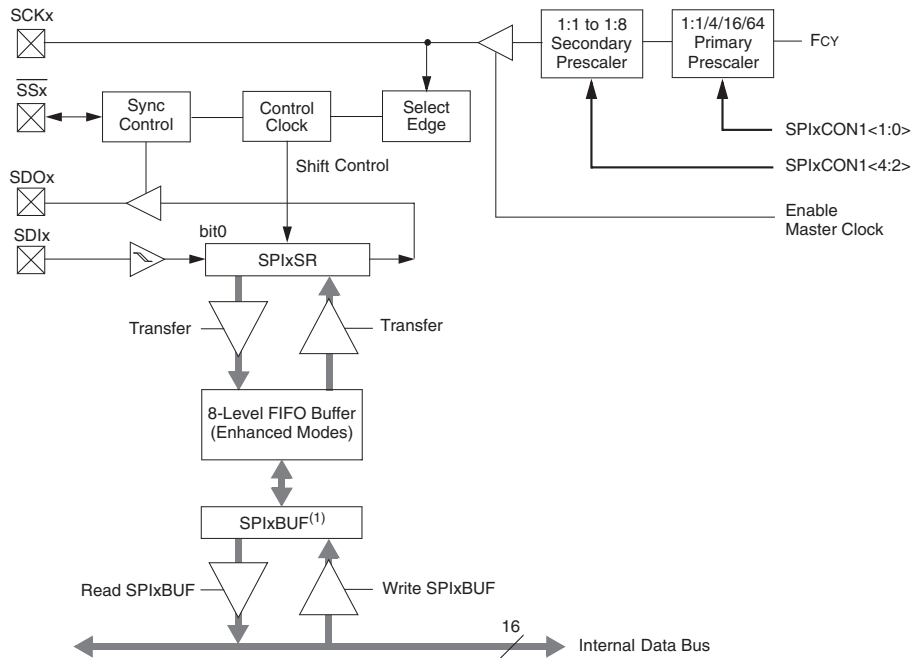 SCKx
1:1 to 1:8
Secondary
Prescaler
1:1/4/16/64
Primary
Prescaler
FCY
SSx
Sync
Control
Control
Clock
Select
Edge
SPIxCON1<1:0>
SPIxCON1<4:2>
Shift Control
SDOx
Enable
Master Clock
SDIx
bit0
SPIxSR
Transfer
Transfer
8-Level FIFO Buffer
(Enhanced Modes)
SPIxBUF(1)
Read SPIxBUF
Write SPIxBUF
16
Internal Data Bus